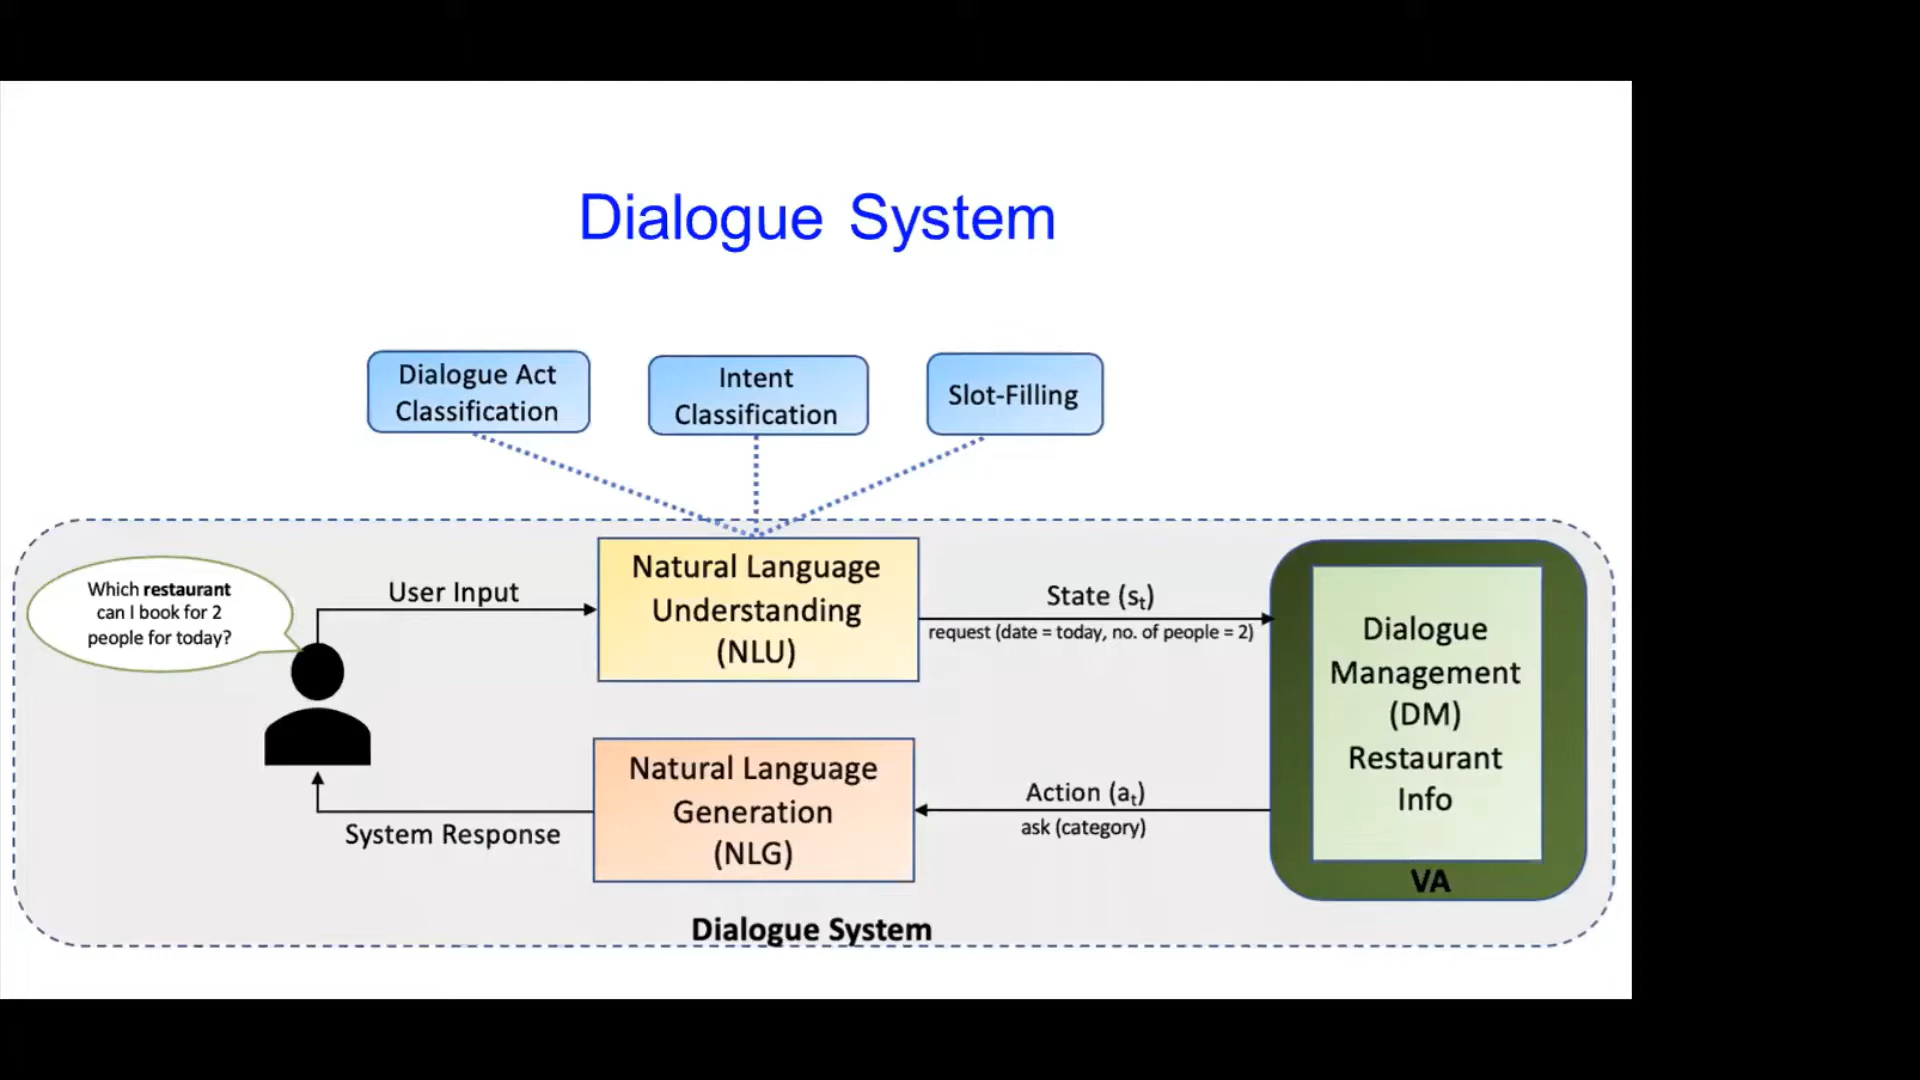 Dialogue System
Dialogue Act
Classification
Intent
Classification
Slot-Filling
Which restaurant
can I book for 2
people for today?
User Input
Natural Language
Understanding
(NLU)
State (st)
request (date = today, no. of people = 2)
Dialogue
Management
(DM)
Restaurant
Info
VA
Natural Language
Generation
(NLG)
Action (at)
ask (category)
System Response
Dialogue System